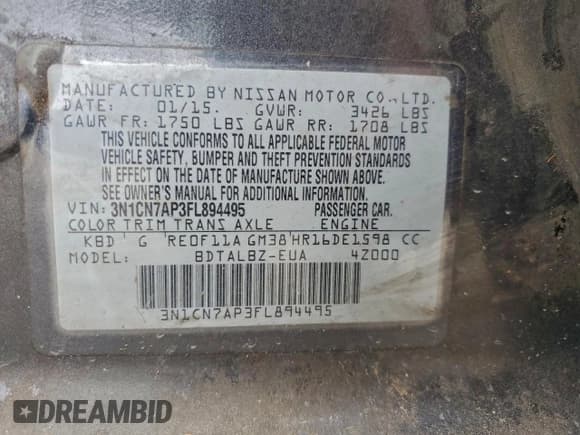 MANUFACTURED BY NISSAN MOTOR CO.,LTD.
DATE: 01/15. GVWR: 3426 LBS
GAWR FR: 1750 LBS GAWR RR: 1708 LBS
THIS VEHICLE CONFORMS TO ALL APPLICABLE FEDERAL MOTOR
VEHICLE SAFETY, BUMPER AND THEFT PREVENTION STANDARDS
IN EFFECT ON THE DATE OF MANUFACTURE SHOWN ABOVE.
SEE OWNER'S MANUAL FOR ADDITIONAL INFORMATION.
VIN: 3N1CN7AP3FL894495 PASSENGER CAR.
COLOR TRIM TRANS AXLE ENGINE
KBD G RE0F11A GM38 HR16DE1598 CC
MODEL: BDTALBZ-EUA 4Z000
3N1CN7AP3FL894495
DREAMBID